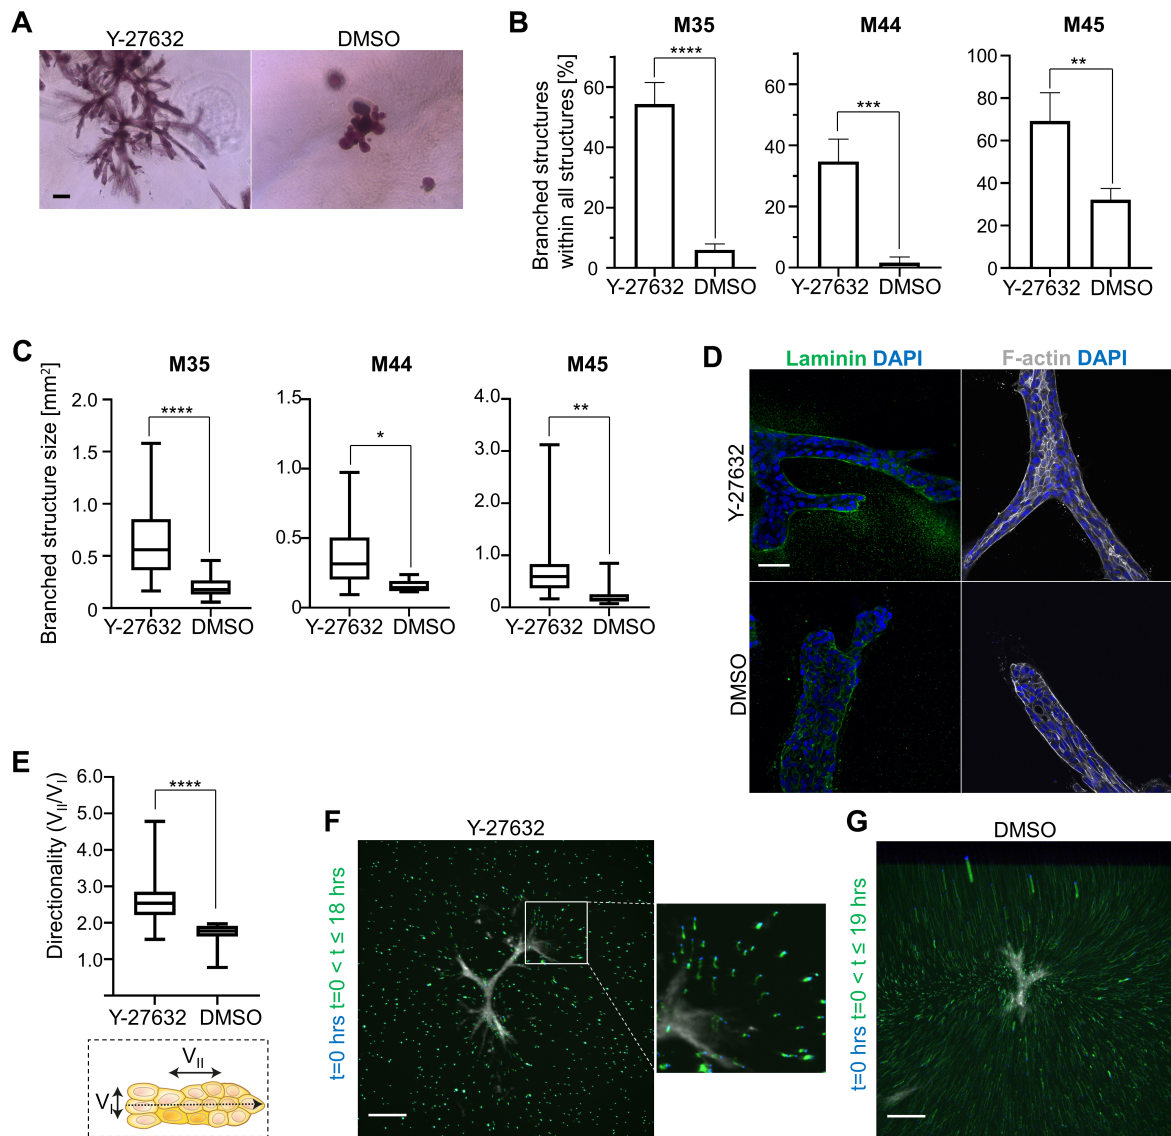 A
Y-27632
DMSO
B
M35
M44
M45
Branched structures
within all structures [%]
60
40
20
0
****
Y-27632
DMSO
60
40
20
0
***
Y-27632
DMSO
100
80
60
40
20
0
**
Y-27632
DMSO
C
M35
M44
M45
Branched structure size [mm²]
2.0
1.5
1.0
0.5
0
****
Y-27632
DMSO
1.5
1.0
0.5
0
*
Y-27632
DMSO
4.0
3.0
2.0
1.0
0
**
Y-27632
DMSO
D
Laminin DAPI
F-actin DAPI
Y-27632
DMSO
E
Directionality (V_II/V_I)
6.0
5.0
4.0
3.0
2.0
1.0
****
Y-27632
DMSO
V_II
V_I
F
Y-27632
t=0 hrs t=0 < t ≤ 18 hrs
G
DMSO
t=0 hrs t=0 < t ≤ 19 hrs